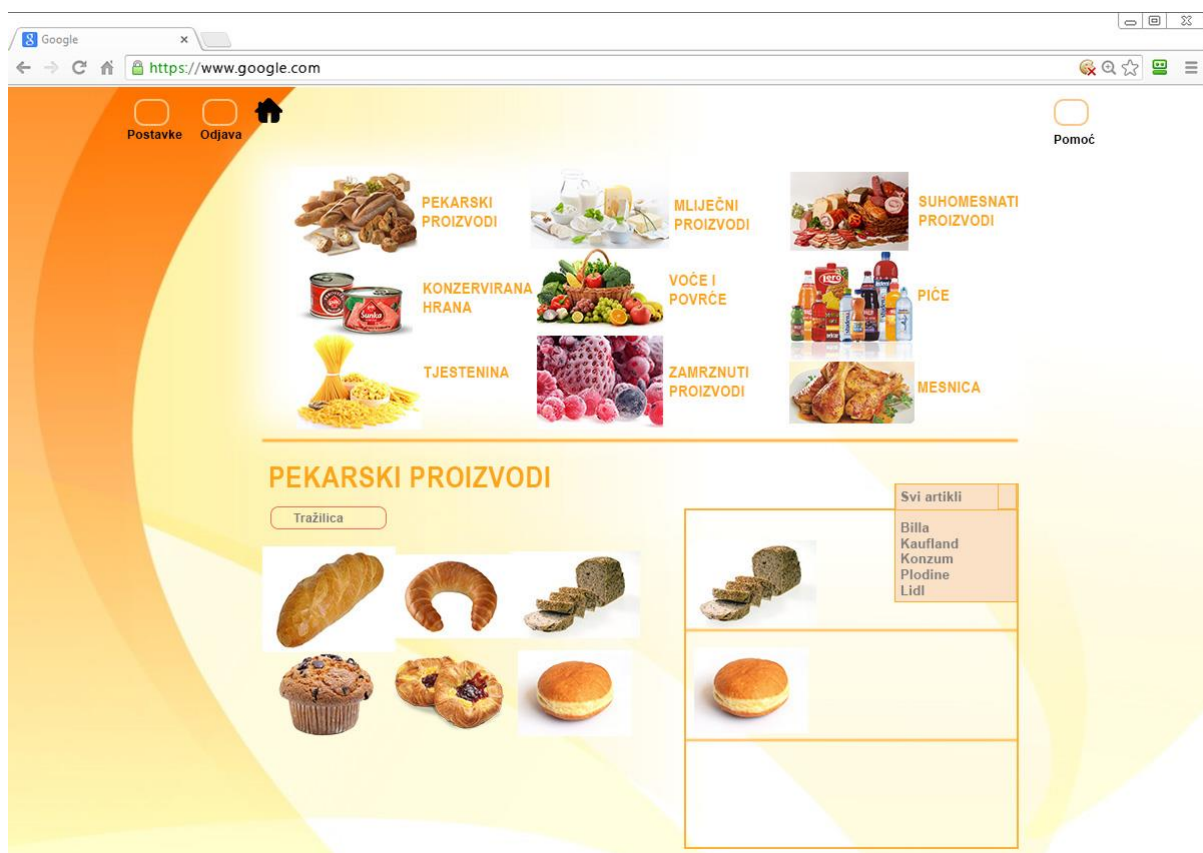 Google
https://www.google.com
Postavke
Odjava
Pomoć
PEKARSKI
PROIZVODI
MLIJEČNI
PROIZVODI
SUHOMESNATI
PROIZVODI
KONZERVIRANA
HRANA
VOĆE I
POVRĆE
PIĆE
TJESTENINA
ZAMRZNUTI
PROIZVODI
MESNICA
PEKARSKI PROIZVODI
Tražilica
Svi artikli
Billa
Kaufland
Konzum
Plodine
Lidl